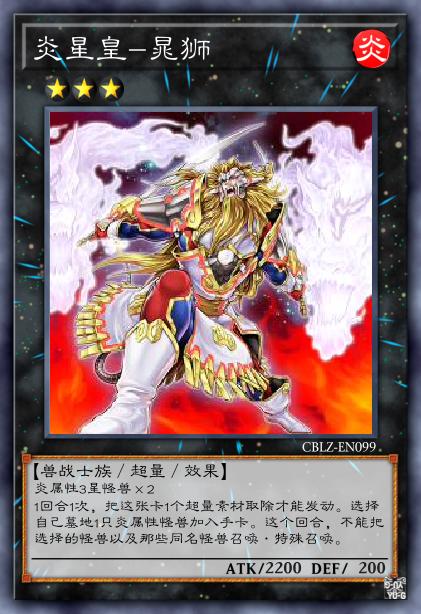 炎星皇－晁狮
炎
CBLZ-EN099
【兽战士族／超量／效果】
炎属性3星怪兽×2
1回合1次，把这张卡1个超量素材取除才能发动。选择
自己墓地1只炎属性怪兽加入手卡。这个回合，不能把
选择的怪兽以及那些同名怪兽召唤·特殊召唤。
ATK/2200 DEF/ 200